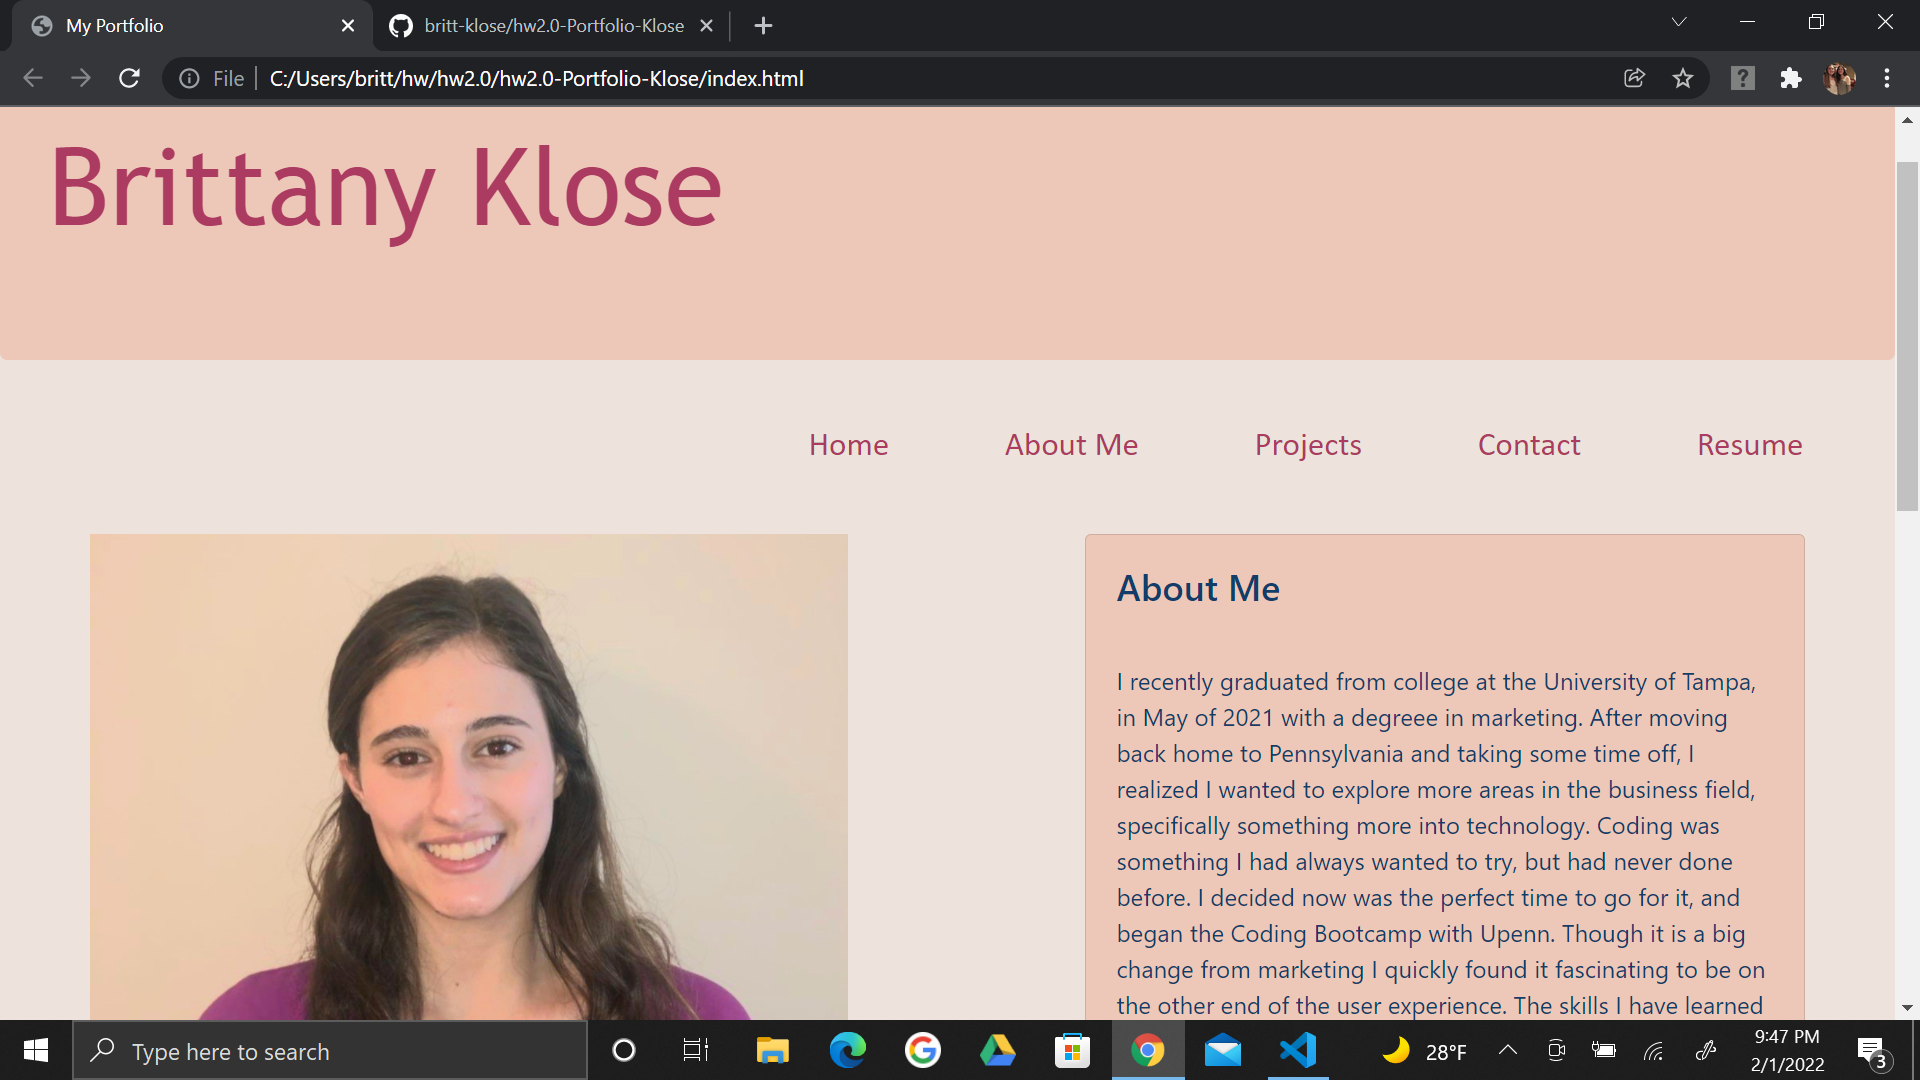 My Portfolio
britt-klose/hw2.0-Portfolio-Klose
File
C:/Users/britt/hw/hw2.0/hw2.0-Portfolio-Klose/index.html
?
Brittany Klose
Home About Me Projects Contact Resume
About Me
I recently graduated from college at the University of Tampa,
in May of 2021 with a degreee in marketing. After moving
back home to Pennsylvania and taking some time off, I
realized I wanted to explore more areas in the business field,
specifically something more into technology. Coding was
something I had always wanted to try, but had never done
before. I decided now was the perfect time to go for it, and
began the Coding Bootcamp with Upenn. Though it is a big
change from marketing I quickly found it fascinating to be on
the other end of the user experience. The skills I have learned
Type here to search
28°F
9:47 PM
2/1/2022
3